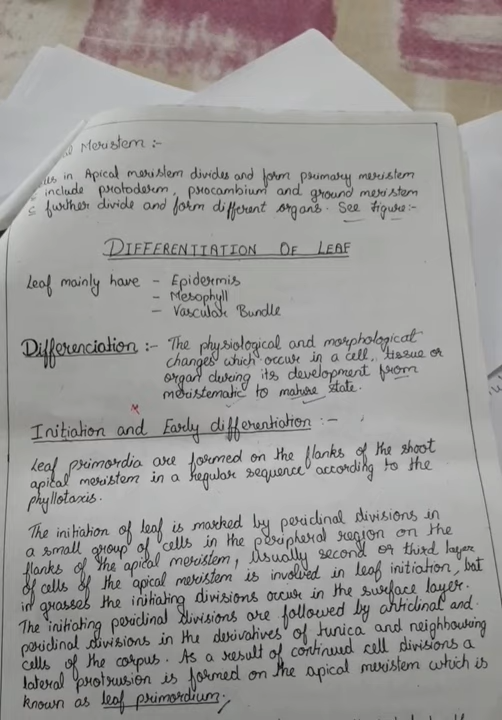 Meristem :-
in Apical meristem divides and form primary meristem
include protoderm, procambium and ground meristem
further divide and form different organs. See figure:-
DIFFERENTIATION OF LEAF
Leaf mainly have - Epidermis
- Mesophyll
- Vascular Bundle
Differenciation :- The physiological and morphological
changes which occur in a cell, tissue or
organ during its development from
meristematic to mature state.
Initiation and Early differentiation :-
Leaf primordia are formed on the flanks of the shoot
apical meristem in a regular sequence according to the
phyllotaxis.
The initiation of leaf is marked by periclinal divisions in
a small group of cells in the peripheral region on the
flanks of the apical meristem, usually second or third layer
of cells of the apical meristem is involved in leaf initiation, but
in grasses the initiating divisions occur in the surface layer.
The initiating periclinal divisions are followed by anticlinal and
periclinal divisions in the derivatives of tunica and neighbouring
cells of the corpus. As a result of continued cell divisions a
lateral protrusion is formed on the apical meristem which is
known as leaf primordium.